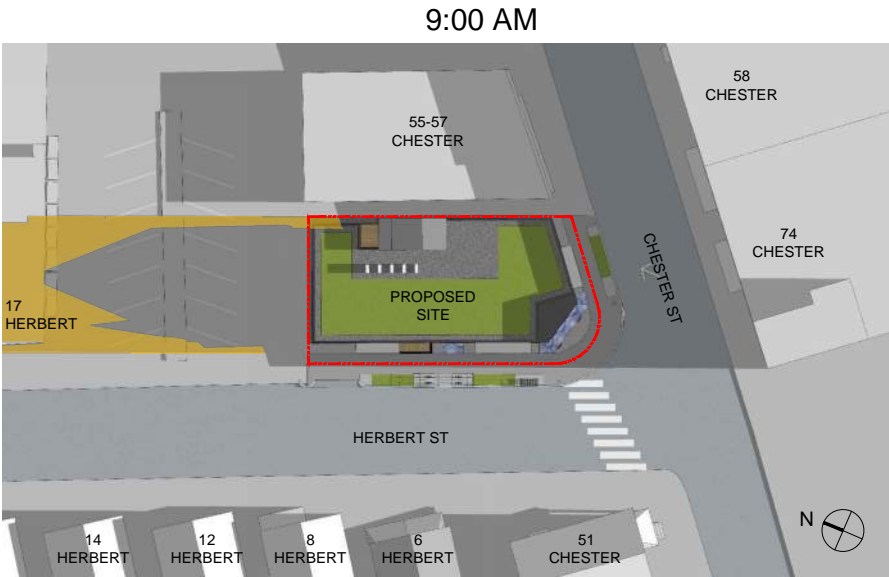 9:00 AM
58
CHESTER
55-57
CHESTER
74
CHESTER
CHESTER ST
17
HERBERT
PROPOSED
SITE
HERBERT ST
N
14
HERBERT
12
HERBERT
8
HERBERT
6
HERBERT
51
CHESTER